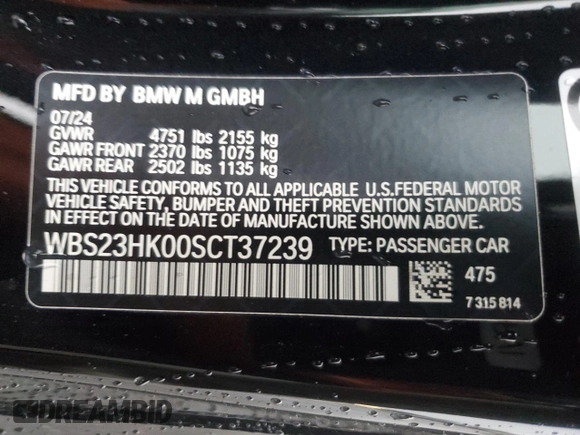 MFD BY BMW M GMBH
07/24
GVWR 4751 lbs 2155 kg
GAWR FRONT 2370 lbs 1075 kg
GAWR REAR 2502 lbs 1135 kg
THIS VEHICLE CONFORMS TO ALL APPLICABLE U.S.FEDERAL MOTOR
VEHICLE SAFETY, BUMPER AND THEFT PREVENTION STANDARDS
IN EFFECT ON THE DATE OF MANUFACTURE SHOWN ABOVE.
WBS23HK00SCT37239 TYPE: PASSENGER CAR
475
7 315 814
DREAMBID